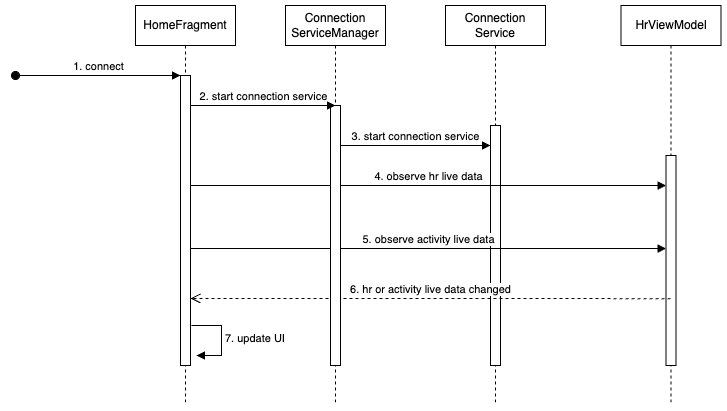 HomeFragment
Connection
ServiceManager
Connection
Service
HrViewModel
1. connect
2. start connection service
3. start connection service
4. observe hr live data
5. observe activity live data
6. hr or activity live data changed
7. update UI